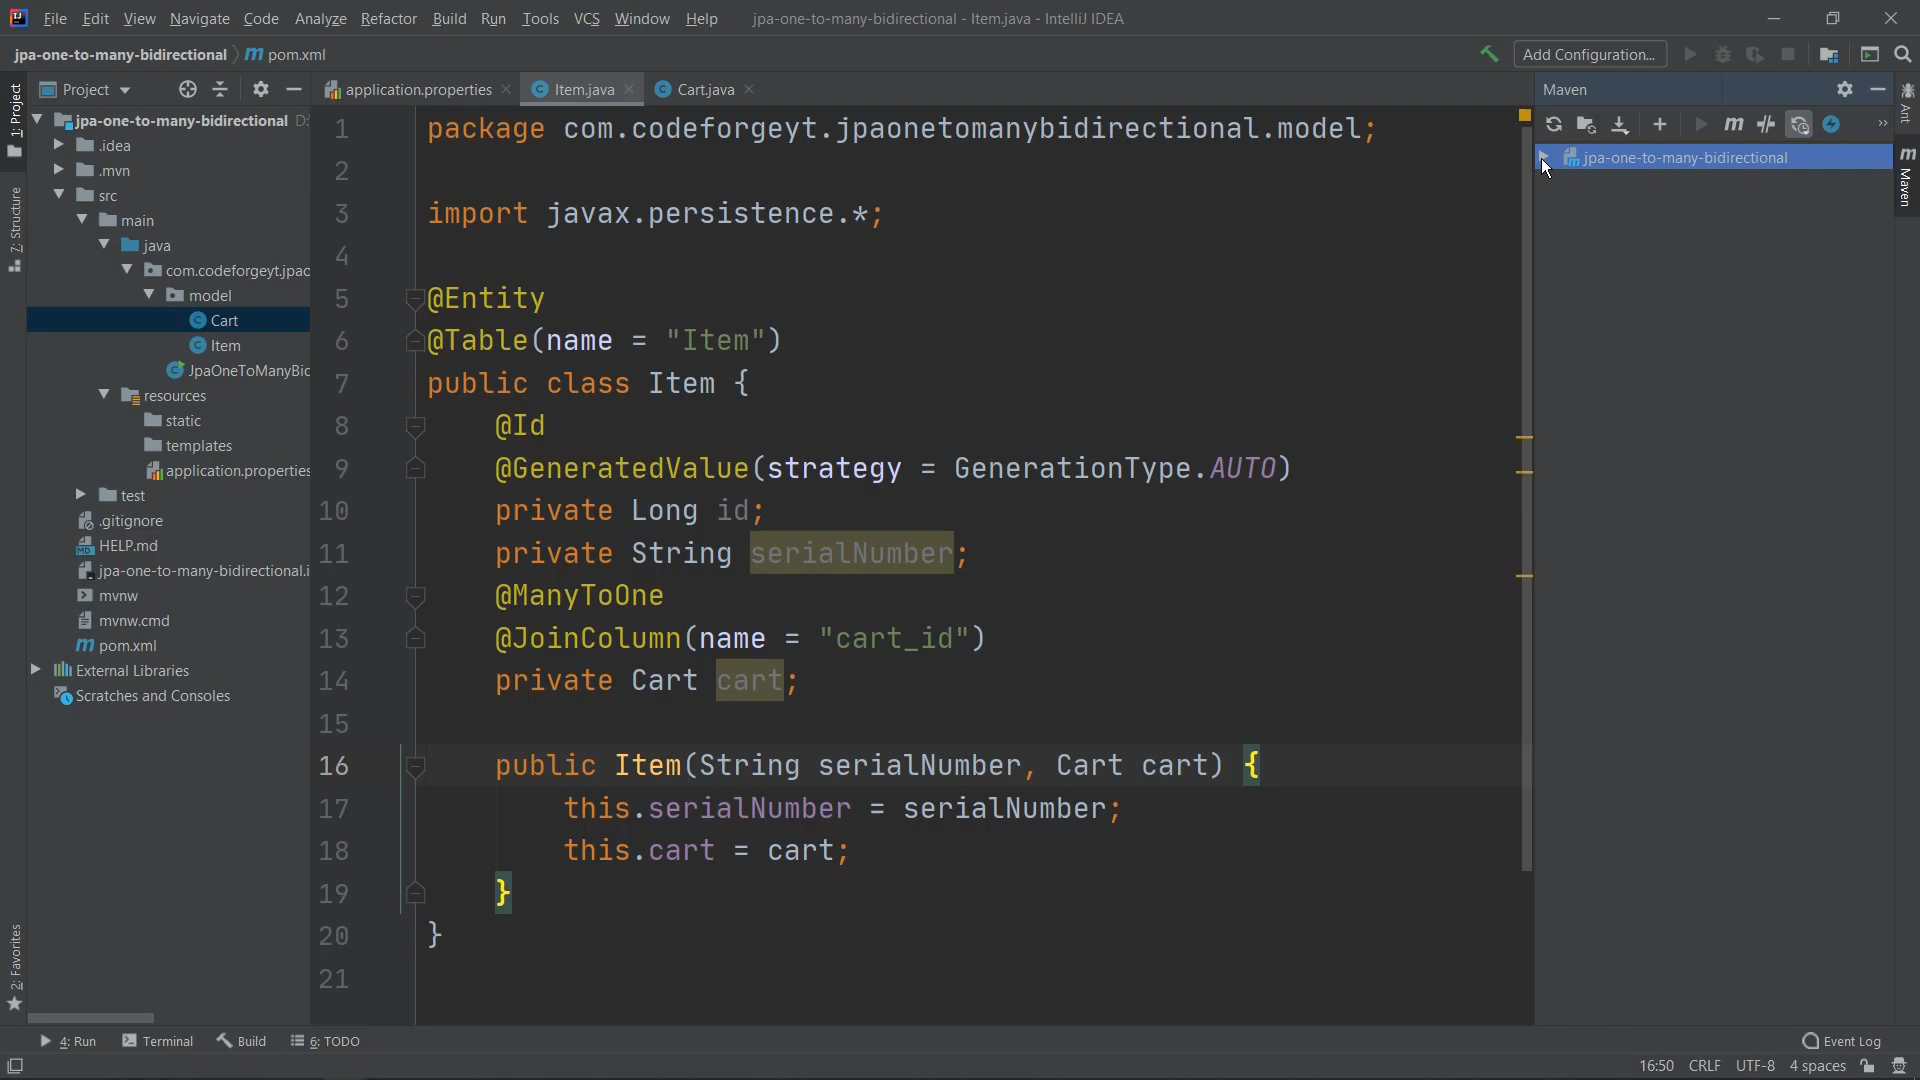 File Edit View Navigate Code Analyze Refactor Build Run Tools VCS Window Help jpa-one-to-many-bidirectional - Item.java - IntelliJ IDEA
jpa-one-to-many-bidirectional pom.xml Add Configuration...
Project application.properties Item.java Cart.java Maven
1: Project
7: Structure
2: Favorites
jpa-one-to-many-bidirectional D:
.idea
.mvn
src
main
java
com.codeforgeyt.jpao
model
Cart
Item
JpaOneToManyBid
resources
static
templates
application.properties
test
.gitignore
HELP.md
jpa-one-to-many-bidirectional.i
mvnw
mvnw.cmd
pom.xml
External Libraries
Scratches and Consoles
1 package com.codeforgeyt.jpaonetomanybidirectional.model;
2
3 import javax.persistence.*;
4
5 @Entity
6 @Table(name = "Item")
7 public class Item {
8 @Id
9 @GeneratedValue(strategy = GenerationType.AUTO)
10 private Long id;
11 private String serialNumber;
12 @ManyToOne
13 @JoinColumn(name = "cart_id")
14 private Cart cart;
15
16 public Item(String serialNumber, Cart cart) {
17 this.serialNumber = serialNumber;
18 this.cart = cart;
19 }
20 }
21
jpa-one-to-many-bidirectional
Ant
Maven
4: Run Terminal Build 6: TODO Event Log
16:50 CRLF UTF-8 4 spaces